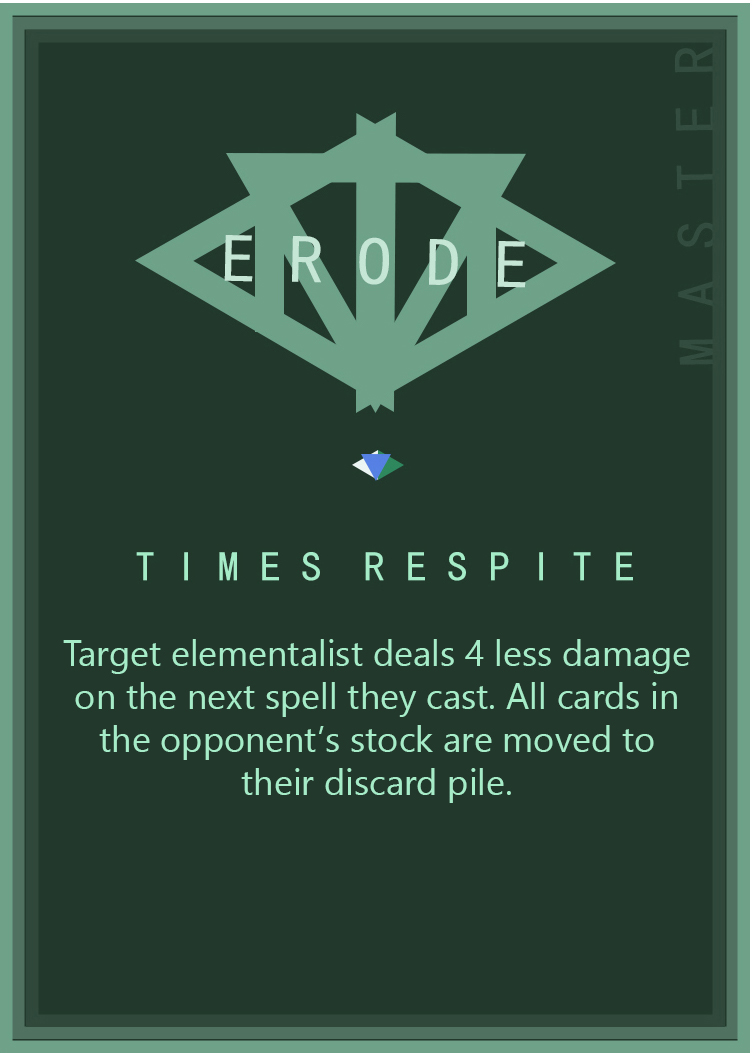 MASTER
ERODE
TIMES RESPITE
Target elementalist deals 4 less damage
on the next spell they cast. All cards in
the opponent’s stock are moved to
their discard pile.